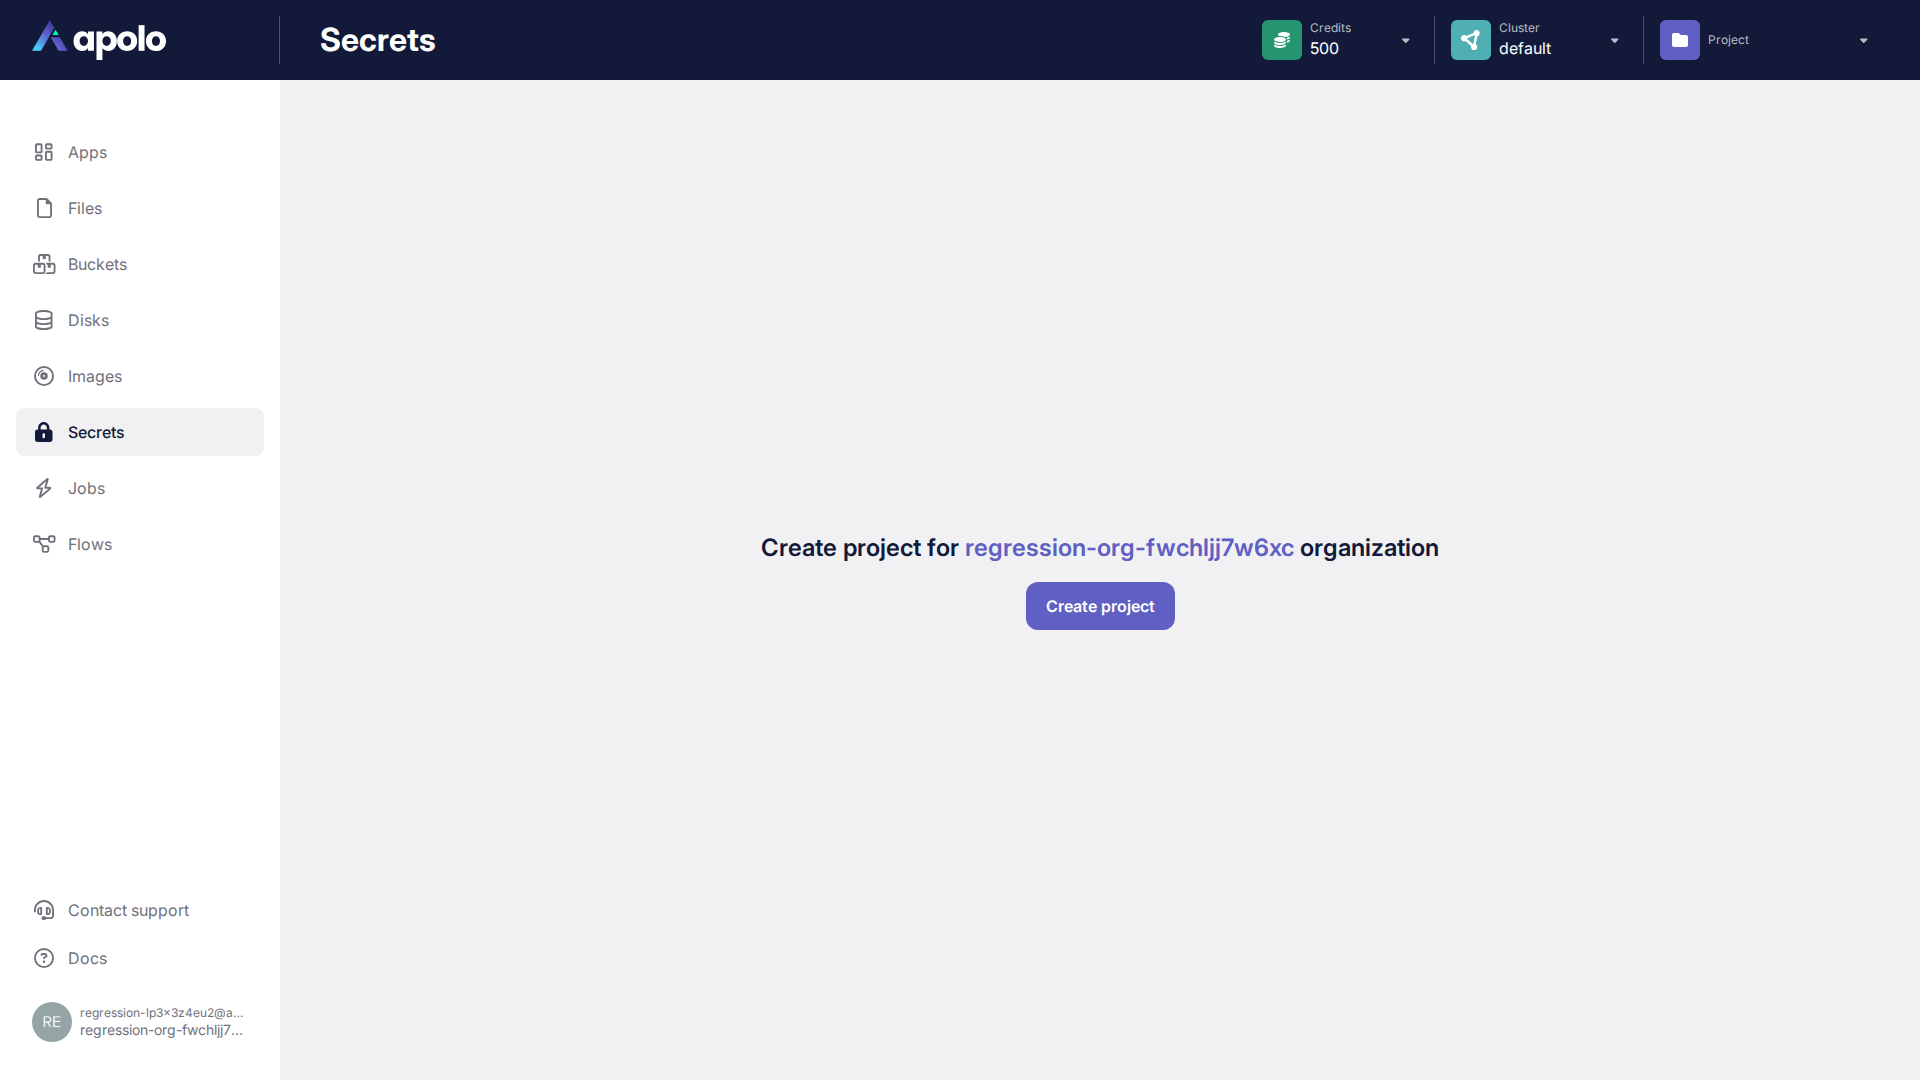 apolo
Secrets
Credits
500
Cluster
default
Project
Apps
Files
Buckets
Disks
Images
Secrets
Jobs
Flows
Create project for regression-org-fwchljj7w6xc organization
Create project
Contact support
Docs
RE
regression-lp3x3z4eu2@a...
regression-org-fwchljj7...